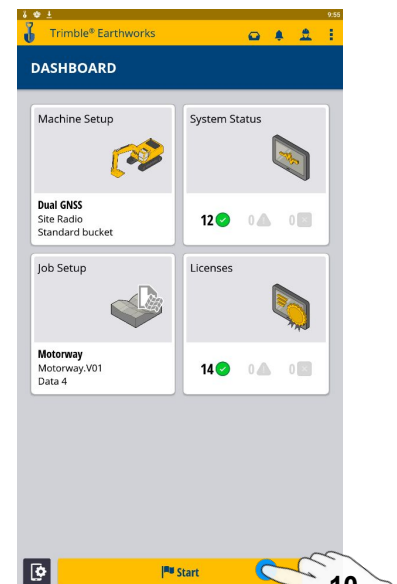 9:55
Trimble® Earthworks
DASHBOARD
Machine Setup
Dual GNSS
Site Radio
Standard bucket
System Status
12 0 0
Job Setup
Motorway
Motorway.V01
Data 4
Licenses
14 0 0
Start
10